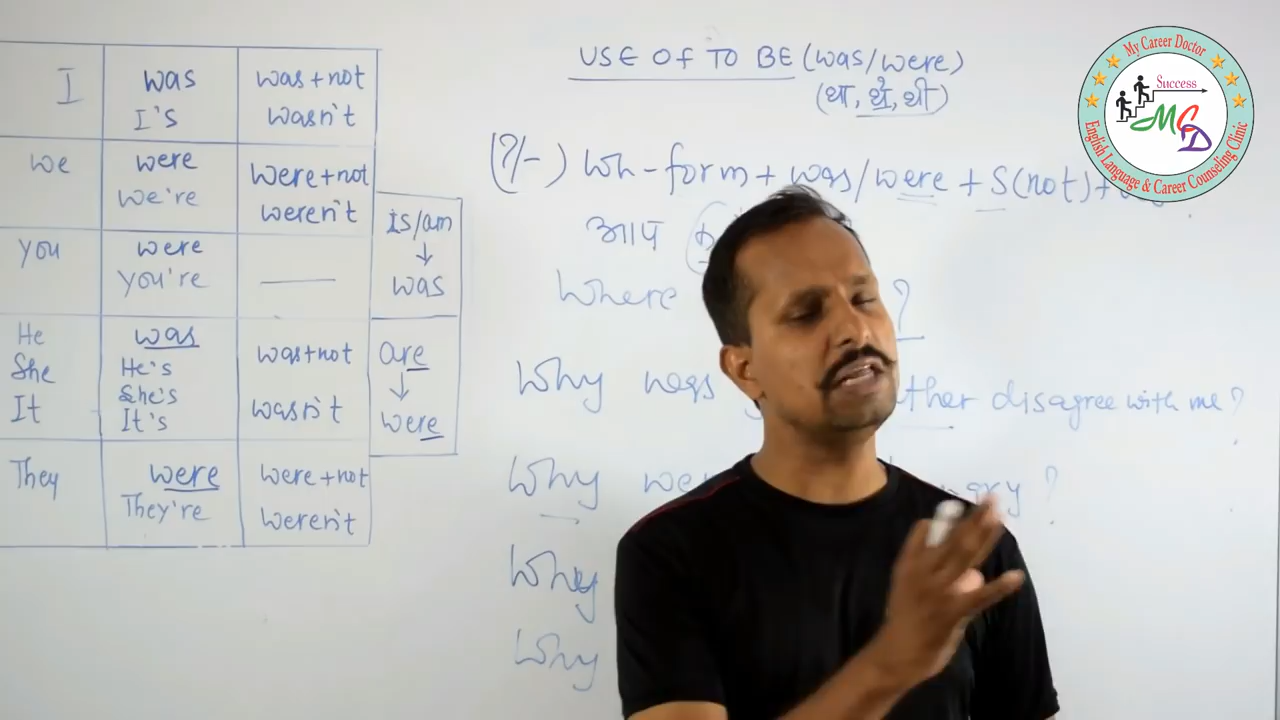 I was was+not
I's wasn't
we were were+not
we're weren't
you were
you're
He was was+not
She He's
She's
It It's wasn't
They were were+not
They're weren't
is/am
↓
was
are
↓
were
USE OF TO BE (was/were)
(था, थे, थी)
(?/-) Wh-form + was/were + S(not) +
आप
Where ?
Why was ther disagree with me?
Why wer gry ?
Why
Why
My Career Doctor
Success
MCD
English Language & Career Counseling Clinic